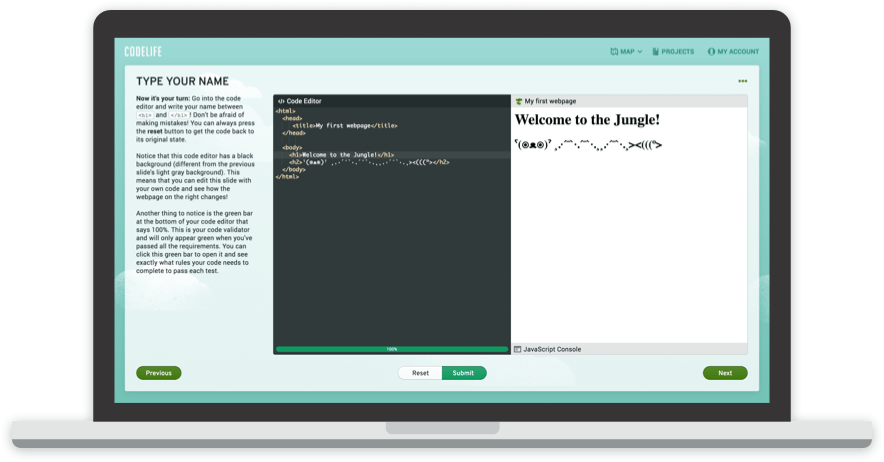 CODELIFE
MAP
PROJECTS
MY ACCOUNT
TYPE YOUR NAME
Now it's your turn: Go into the code
editor and write your name between
<h1> and </h1> ! Don't be afraid of
making mistakes! You can always press
the reset button to get the code back to
its original state.
Notice that this code editor has a black
background (different from the previous
slide's light gray background). This
means that you can edit this slide with
your own code and see how the
webpage on the right changes!
Another thing to notice is the green bar
at the bottom of your code editor that
says 100%. This is your code validator
and will only appear green when you've
passed all the requirements. You can
click this green bar to open it and see
exactly what rules your code needs to
complete to pass each test.
</> Code Editor
<html>
<head>
<title>My first webpage</title>
</head>
<body>
<h1>Welcome to the Jungle!</h1>
</body>
</html>
100%
My first webpage
Welcome to the Jungle!
JavaScript Console
Previous
Reset
Submit
Next